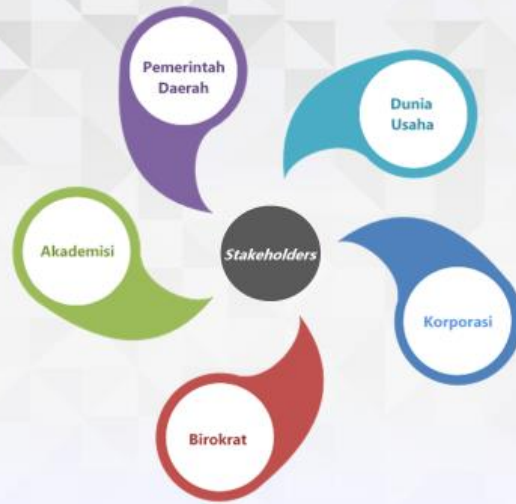 Pemerintah
Daerah
Dunia
Usaha
Akademisi
Stakeholders
Korporasi
Birokrat